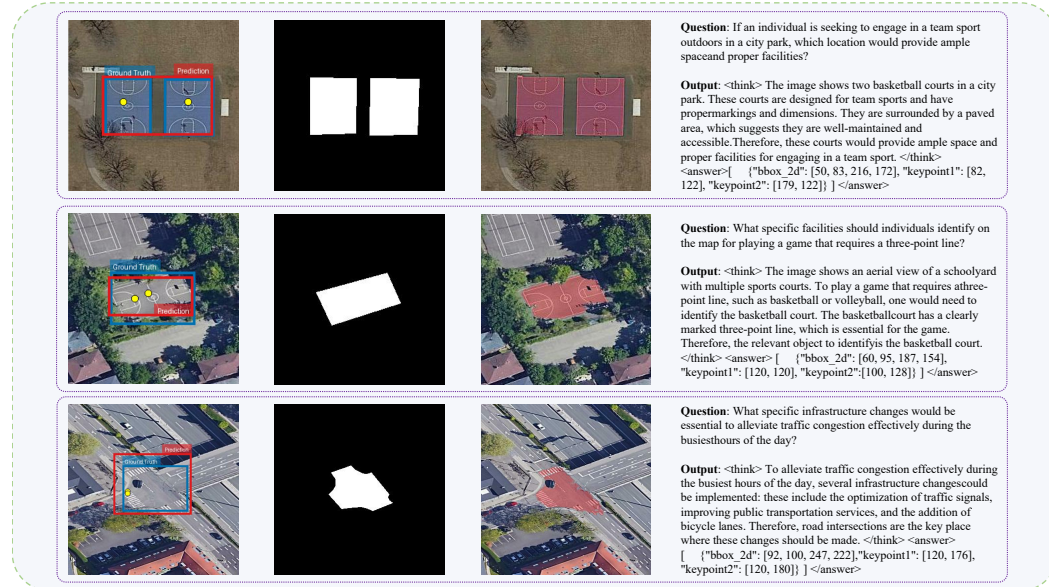 Ground Truth
Prediction
Question: If an individual is seeking to engage in a team sport
outdoors in a city park, which location would provide ample
spaceand proper facilities?
Output: <think> The image shows two basketball courts in a city
park. These courts are designed for team sports and have
propermarkings and dimensions. They are surrounded by a paved
area, which suggests they are well-maintained and
accessible.Therefore, these courts would provide ample space and
proper facilities for engaging in a team sport. </think>
<answer>[ {"bbox_2d": [50, 83, 216, 172], "keypoint1": [82,
122], "keypoint2": [179, 122]} ] </answer>
Ground Truth
Prediction
Question: What specific facilities should individuals identify on
the map for playing a game that requires a three-point line?
Output: <think> The image shows an aerial view of a schoolyard
with multiple sports courts. To play a game that requires athree-
point line, such as basketball or volleyball, one would need to
identify the basketball court. The basketballcourt has a clearly
marked three-point line, which is essential for the game.
Therefore, the relevant object to identifyis the basketball court.
</think> <answer> [ {"bbox_2d": [60, 95, 187, 154],
"keypoint1": [120, 120], "keypoint2":[100, 128]} ] </answer>
Prediction
Ground Truth
Question: What specific infrastructure changes would be
essential to alleviate traffic congestion effectively during the
busiesthours of the day?
Output: <think> To alleviate traffic congestion effectively during
the busiest hours of the day, several infrastructure changescould
be implemented: these include the optimization of traffic signals,
improving public transportation services, and the addition of
bicycle lanes. Therefore, road intersections are the key place
where these changes should be made. </think> <answer>
[ {"bbox_2d": [92, 100, 247, 222],"keypoint1": [120, 176],
"keypoint2": [120, 180]} ] </answer>